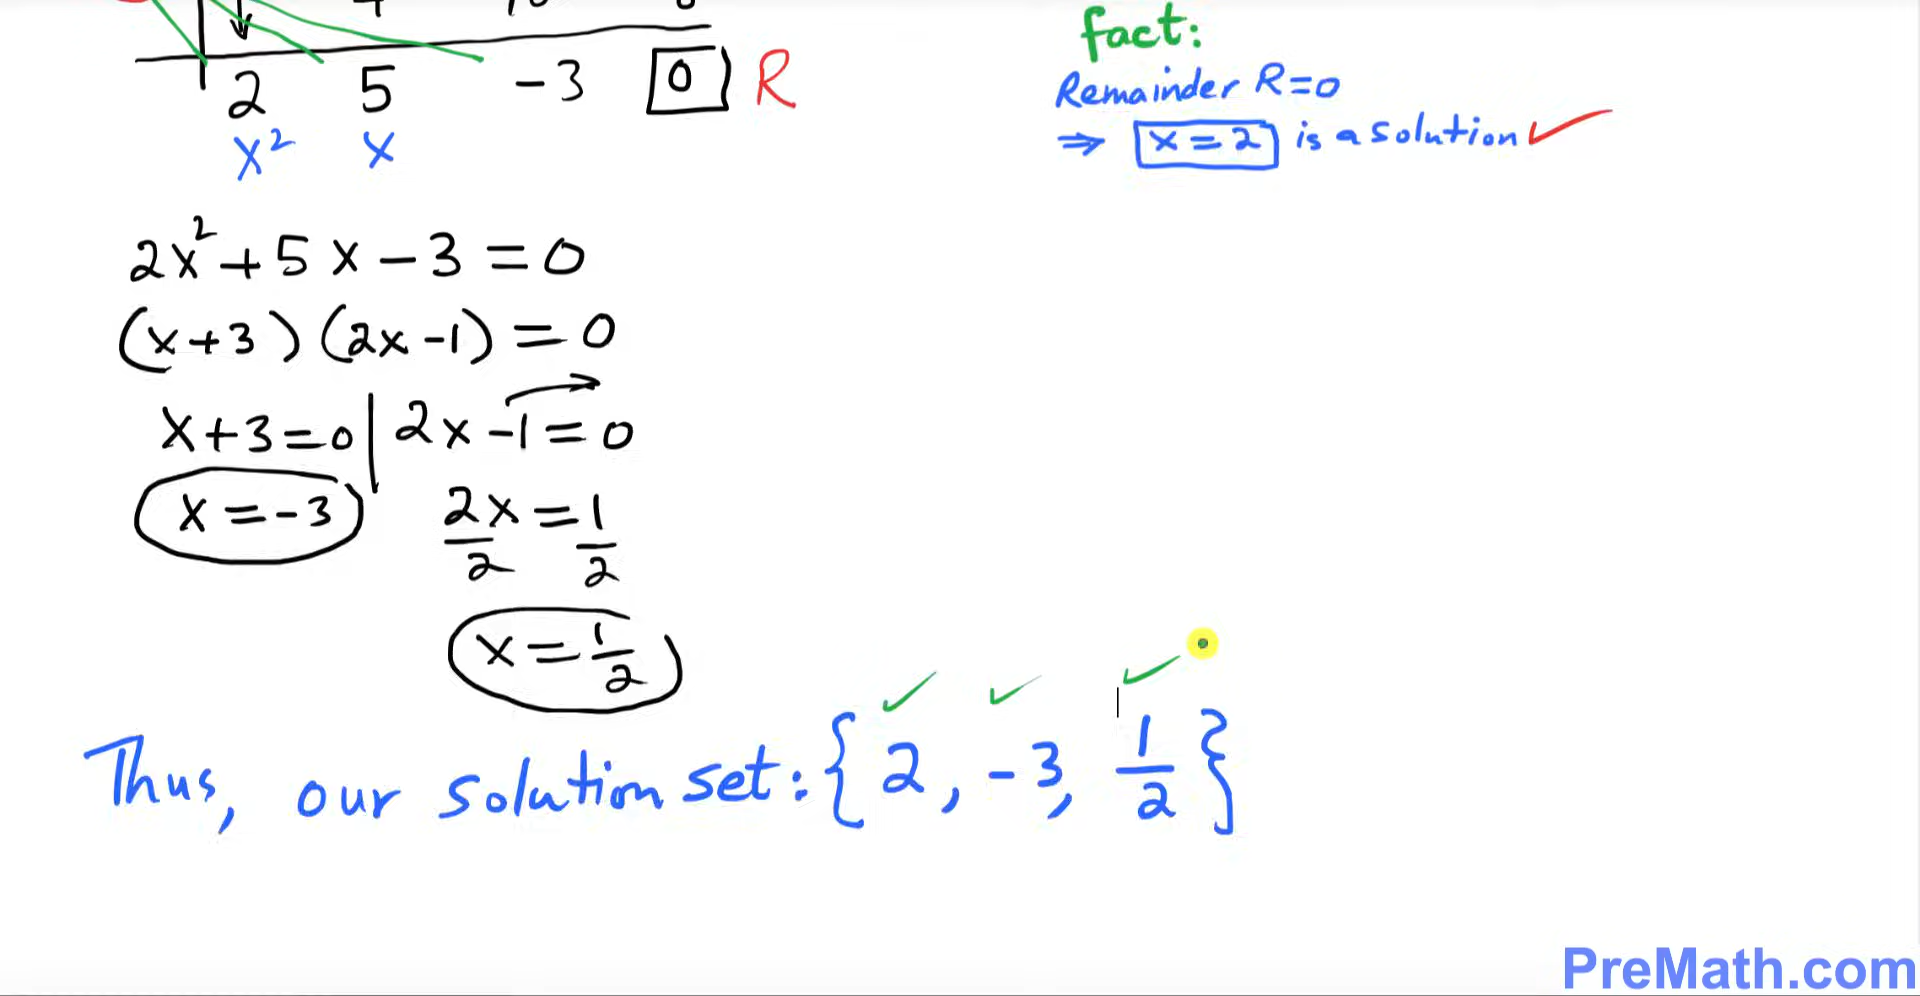 fact:
2 5 -3 0 R
x² x
Remainder R=0
⇒ x = 2 is a solution ✓
2x² + 5x - 3 = 0
(x+3) (2x-1) = 0
x+3=0 | 2x-1=0
x = -3
2x/2 = 1/2
x = 1/2
Thus, our solution set: { 2, -3, 1/2 }
PreMath.com